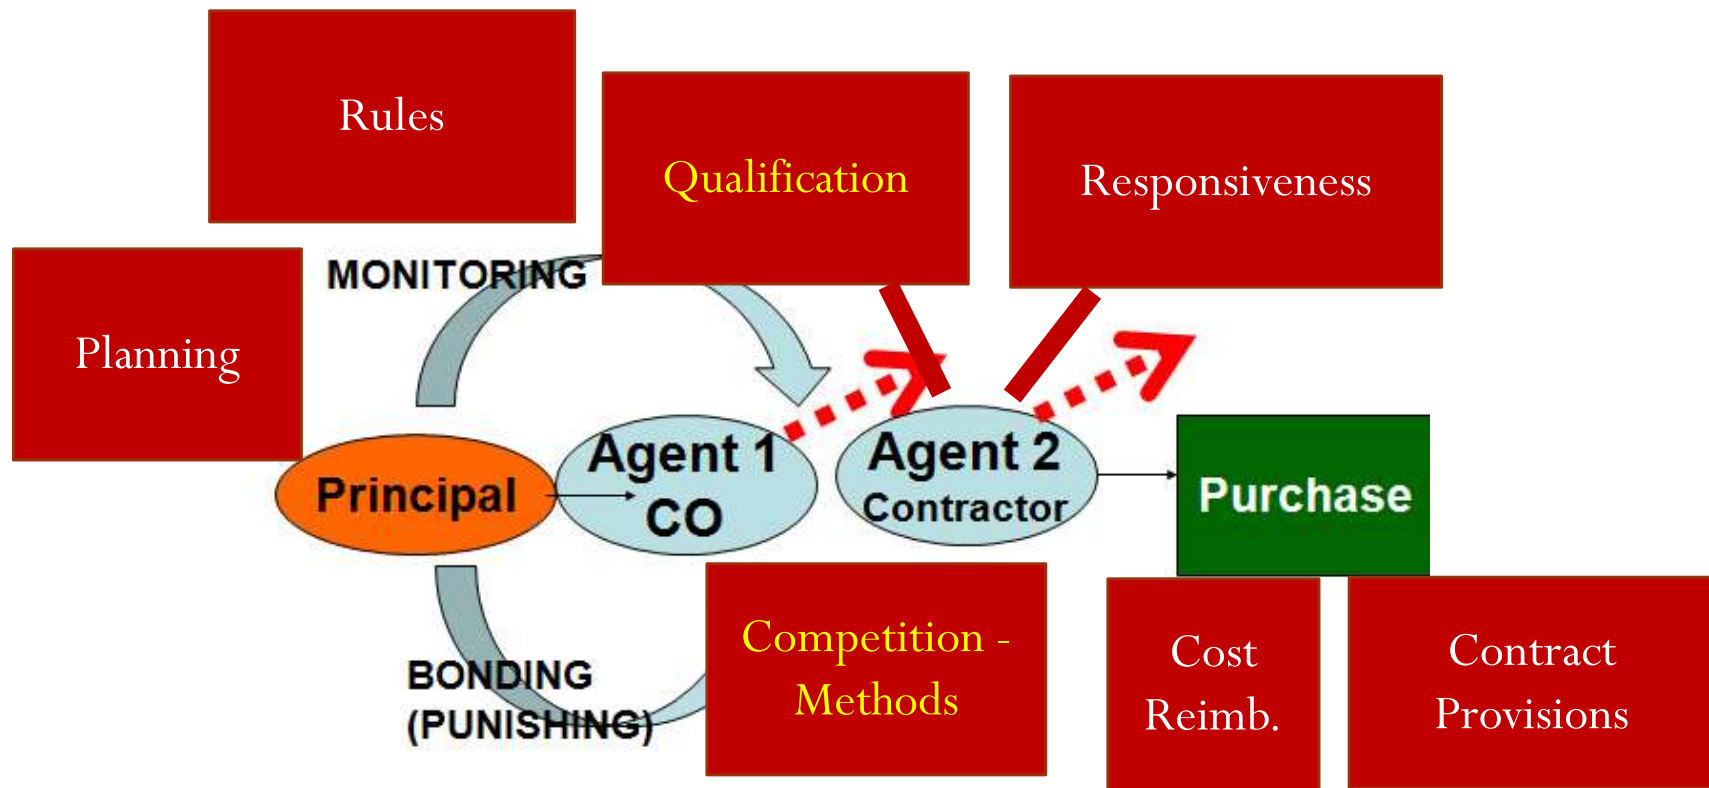 Rules
Qualification
Responsiveness
MONITORING
Planning
Principal
Agent 1
CO
Agent 2
Contractor
Purchase
BONDING
(PUNISHING)
Competition -
Methods
Cost
Reimb.
Contract
Provisions